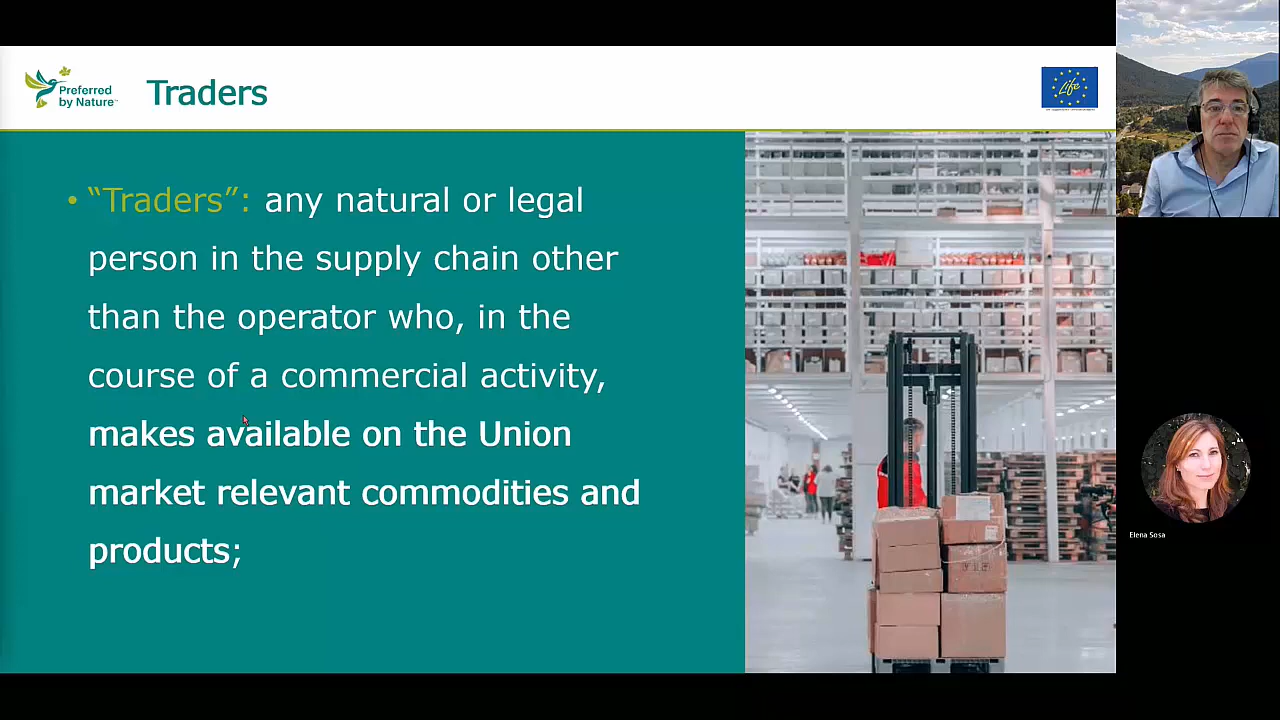 Preferred
by Nature™
Traders
Life
• “Traders”: any natural or legal
person in the supply chain other
than the operator who, in the
course of a commercial activity,
makes available on the Union
market relevant commodities and
products;
Elena Sosa